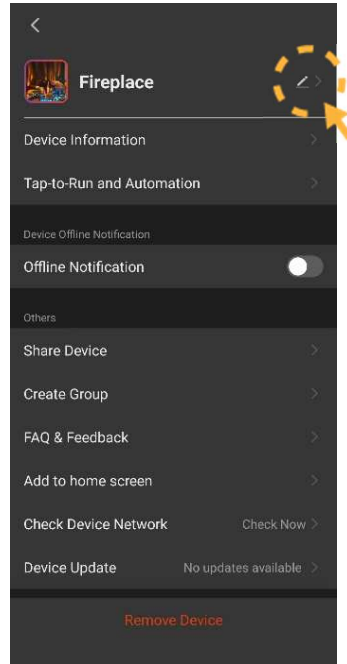 Fireplace
Device Information
Tap-to-Run and Automation
Device Offline Notification
Offline Notification
Others
Share Device
Create Group
FAQ & Feedback
Add to home screen
Check Device Network Check Now
Device Update No updates available
Remove Device